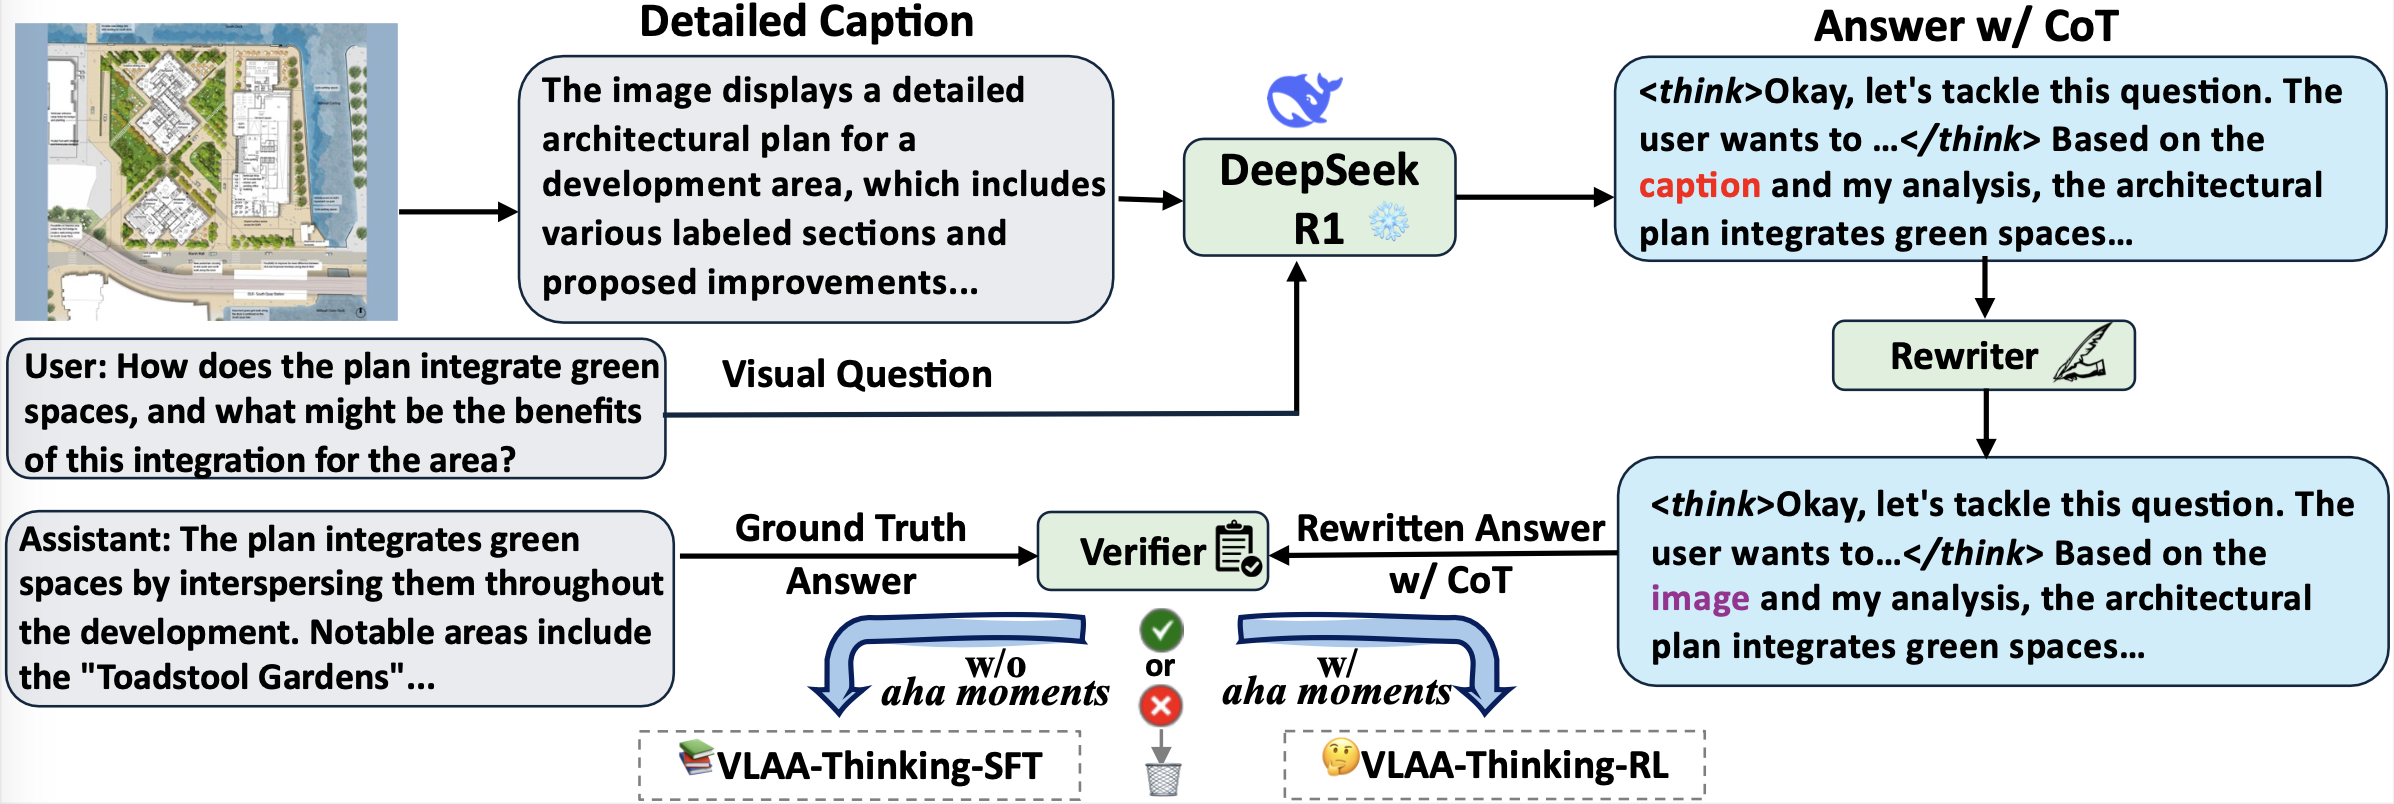 Detailed Caption
The image displays a detailed
architectural plan for a
development area, which includes
various labeled sections and
proposed improvements...
DeepSeek
R1
Answer w/ CoT
<think>Okay, let's tackle this question. The
user wants to ...</think> Based on the
caption and my analysis, the architectural
plan integrates green spaces...
User: How does the plan integrate green
spaces, and what might be the benefits
of this integration for the area?
Visual Question
Rewriter
<think>Okay, let's tackle this question. The
user wants to...</think> Based on the
image and my analysis, the architectural
plan integrates green spaces...
Assistant: The plan integrates green
spaces by interspersing them throughout
the development. Notable areas include
the "Toadstool Gardens"...
Ground Truth
Answer
Verifier
Rewritten Answer
w/ CoT
w/o
aha moments
or
w/
aha moments
VLAA-Thinking-SFT
VLAA-Thinking-RL